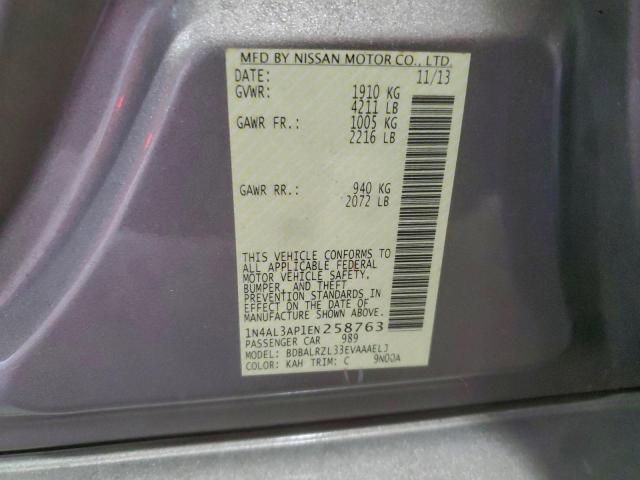 MFD BY NISSAN MOTOR CO., LTD.
DATE: 11/13
GVWR: 1910 KG
4211 LB
GAWR FR.: 1005 KG
2216 LB
GAWR RR.: 940 KG
2072 LB
THIS VEHICLE CONFORMS TO
ALL APPLICABLE FEDERAL
MOTOR VEHICLE SAFETY,
BUMPER, AND THEFT
PREVENTION STANDARDS IN
EFFECT ON THE DATE OF
MANUFACTURE SHOWN ABOVE.
1N4AL3AP1EN258763
PASSENGER CAR 989
MODEL: BDBALRZL33EVAAAELJ
COLOR: KAH TRIM: C 9N00A